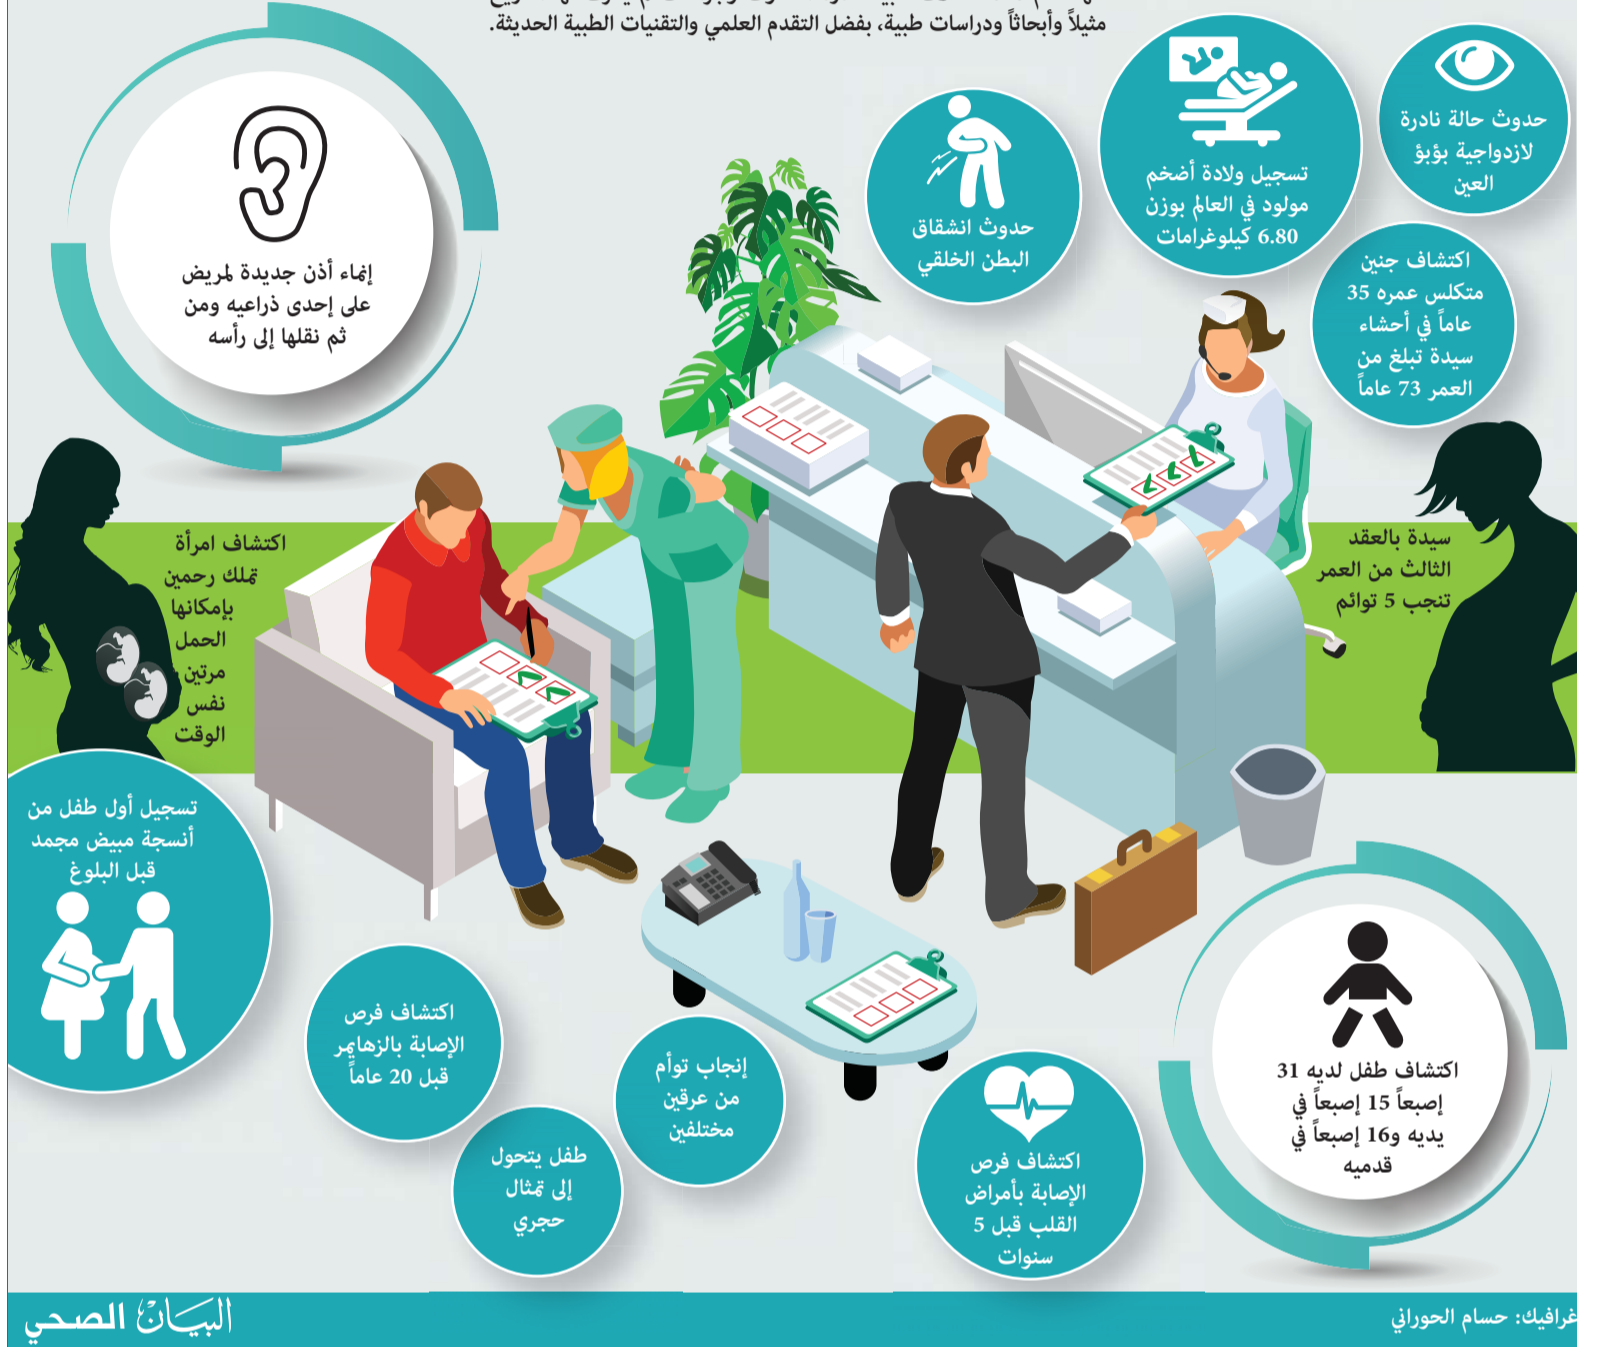 مثيلاً وأبحاثاً ودراسات طبية، بفضل التقدم العلمي والتقنيات الطبية الحديثة.
حدوث حالة نادرة
لازدواجية بؤبؤ
العين
تسجيل ولادة أضخم
مولود في العالم بوزن
6.80 كيلوغرامات
حدوث انشقاق
البطن الخلقي
اكتشاف جنين
متكلس عمره 35
عاماً في أحشاء
سيدة تبلغ من
العمر 73 عاماً
إنماء أذن جديدة لمريض
على إحدى ذراعيه ومن
ثم نقلها إلى رأسه
سيدة بالعقد
الثالث من العمر
تنجب 5 توائم
اكتشاف امرأة
تملك رحمين
بإمكانها
الحمل
مرتين
نفس
الوقت
تسجيل أول طفل من
أنسجة مبيض مجمد
قبل البلوغ
اكتشاف فرص
الإصابة بالزهايمر
قبل 20 عاماً
طفل يتحول
إلى تمثال
حجري
إنجاب توأم
من عرقين
مختلفين
اكتشاف فرص
الإصابة بأمراض
القلب قبل 5
سنوات
اكتشاف طفل لديه 31
إصبعاً 15 إصبعاً في
يديه و16 إصبعاً في
قدميه
غرافيك: حسام الحوراني
البيان الصحي